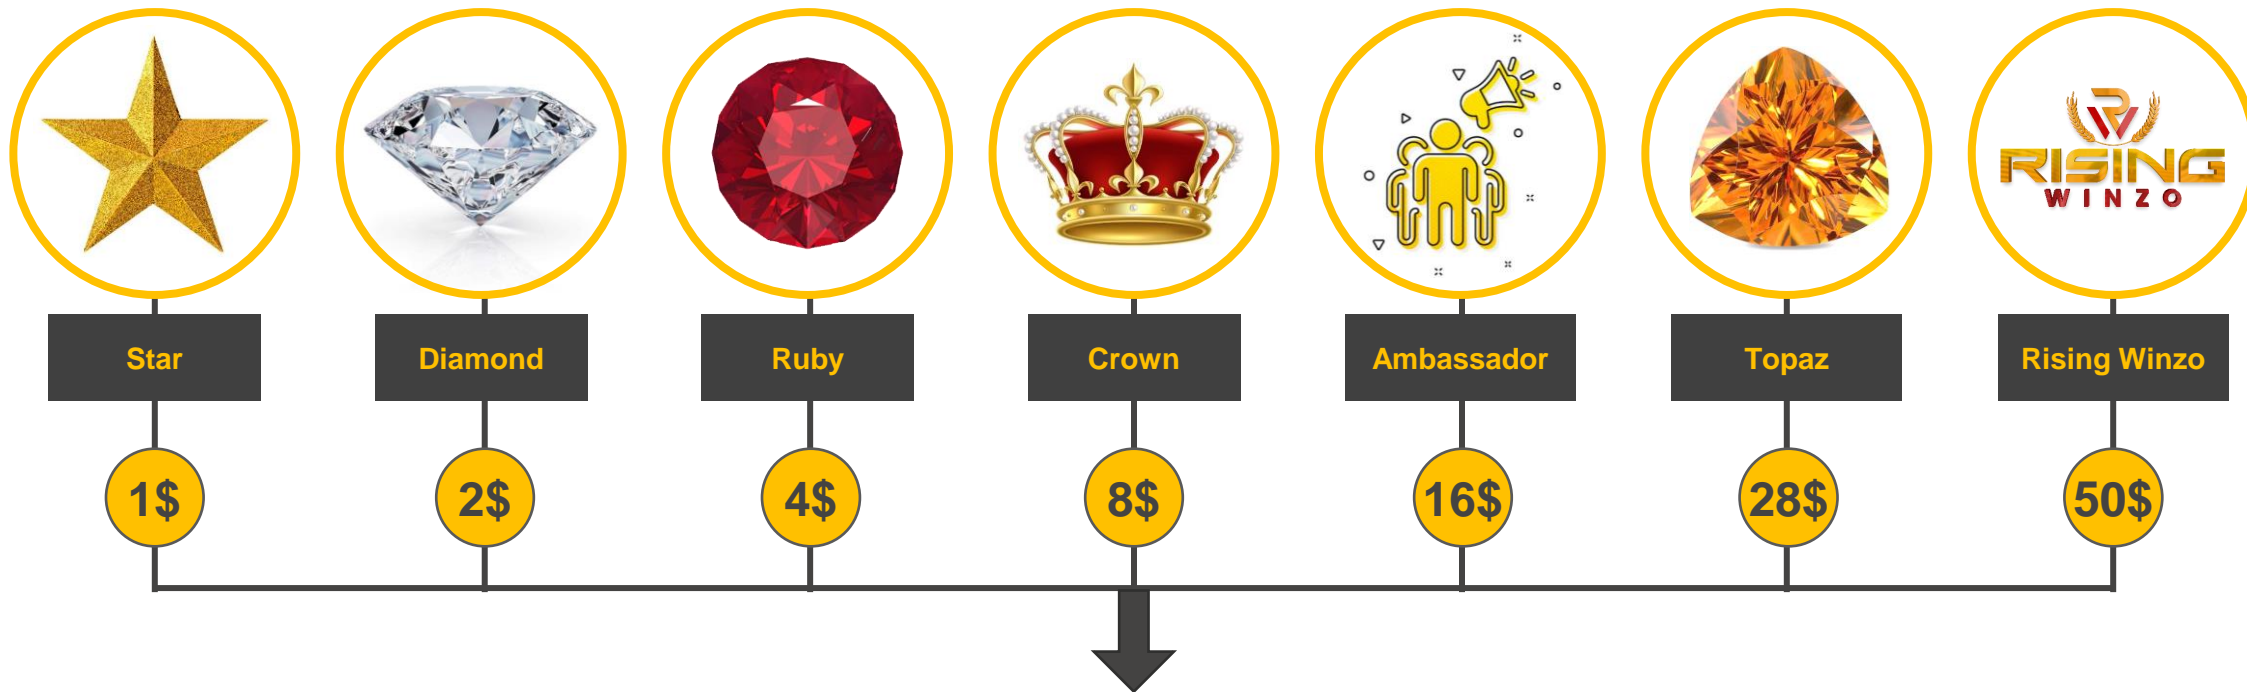 RISING
WINZO
Star
Diamond
Ruby
Crown
Ambassador
Topaz
Rising Winzo
1$
2$
4$
8$
16$
28$
50$